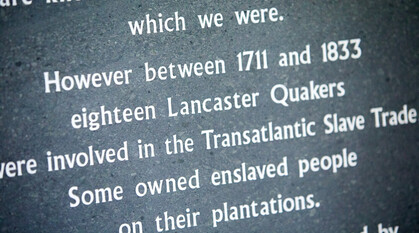 which we were.
However between 1711 and 1833
eighteen Lancaster Quakers
were involved in the Transatlantic Slave Trade
Some owned enslaved people
on their plantations.
by